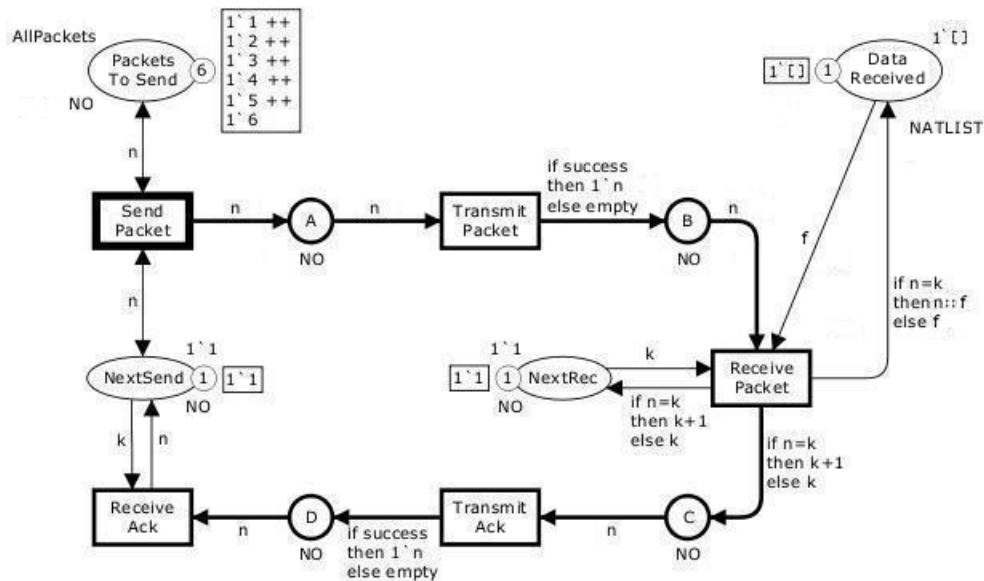 AllPackets
Packets
To Send
6
1`1 ++
1`2 ++
1`3 ++
1`4 ++
1`5 ++
1`6
NO
1`[]
1`[]
1
Data
Received
NATLIST
n
Send
Packet
n
A
NO
n
Transmit
Packet
if success
then 1`n
else empty
B
NO
n
f
if n=k
then n::f
else f
n
1`1
NextSend
1
1`1
NO
1`1
1`1
1
NextRec
NO
k
if n=k
then k+1
else k
Receive
Packet
k
n
if n=k
then k+1
else k
Receive
Ack
n
D
NO
if success
then 1`n
else empty
Transmit
Ack
n
C
NO